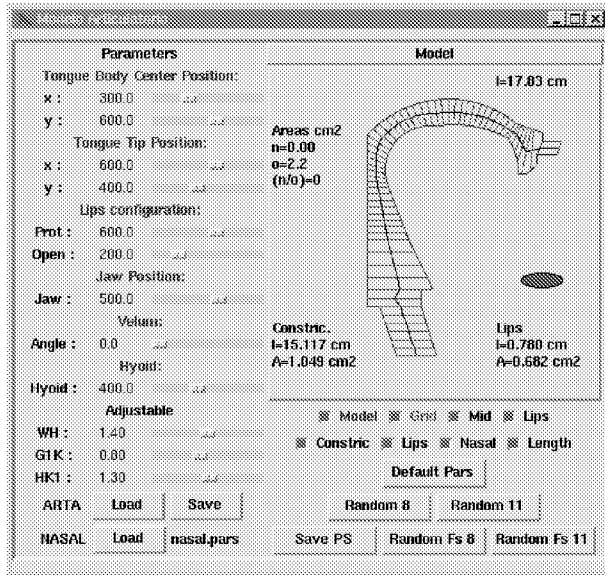 Parameters
Tongue Body Center Position:
x : 300.0
y : 600.0
Tongue Tip Position:
x : 600.0
y : 400.0
Lips configuration:
Prot : 600.0
Open : 200.0
Jaw Position:
Jaw : 500.0
Velum:
Angle : 0.0
Hyoid:
Hyoid : 400.0
Adjustable
WH : 1.40
G1K : 0.80
HK1 : 1.30
ARTA Load Save
NASAL Load nasal.pars
Model
l=17.03 cm
Areas cm2
n=0.00
o=2.2
(n/o)=0
Constric.
l=15.117 cm
A=1.049 cm2
Lips
l=0.780 cm
A=0.682 cm2
Model Grid Mid Lips
Constric Lips Nasal Length
Default Pars
Random 8 Random 11
Save PS Random Fs 8 Random Fs 11